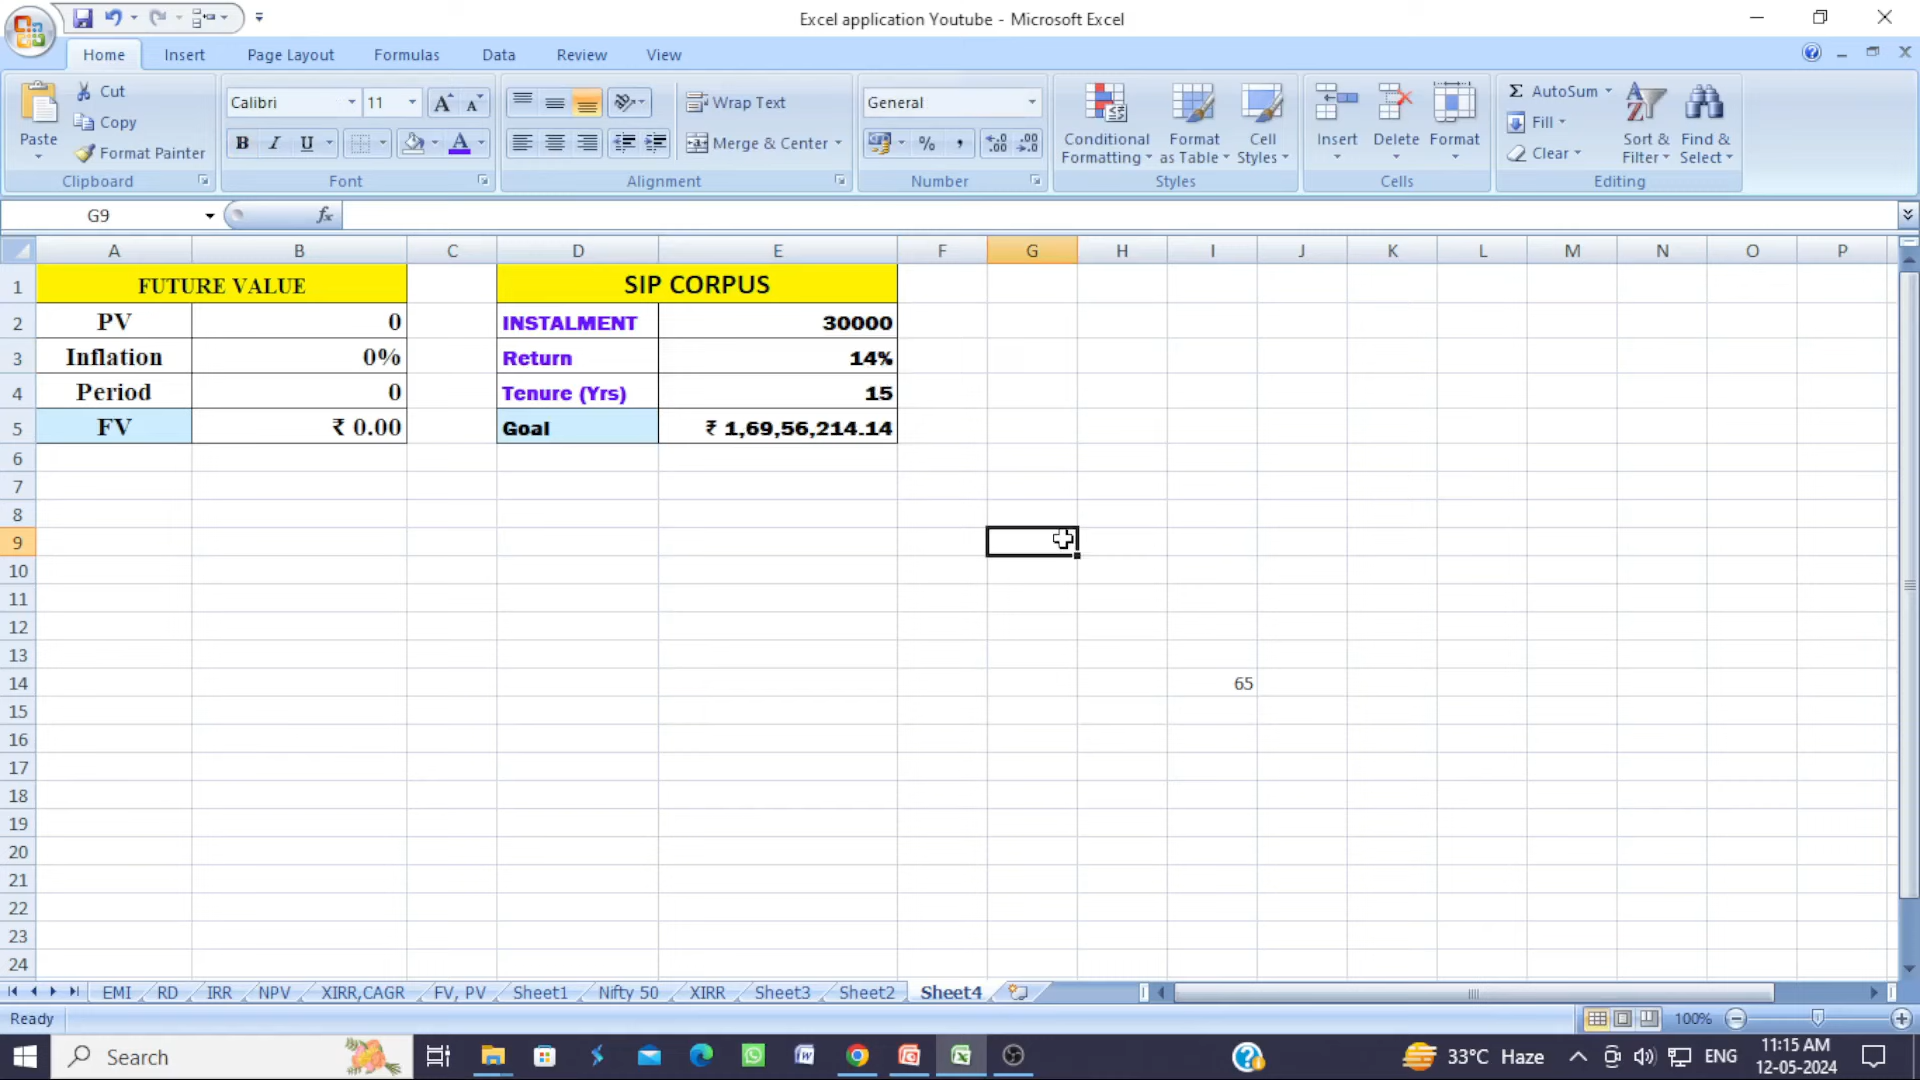 Excel application Youtube - Microsoft Excel
Home Insert Page Layout Formulas Data Review View
Paste
Cut
Copy
Format Painter
Clipboard
Calibri 11
Font
Wrap Text
Merge & Center
Alignment
General
Number
Conditional Formatting
Format as Table
Cell Styles
Styles
Insert Delete Format
Cells
Σ AutoSum
Fill
Clear
Sort & Filter
Find & Select
Editing
G9 fx
A B C D E F G H I J K L M N O P
1 FUTURE VALUE SIP CORPUS
2 PV 0 INSTALMENT 30000
3 Inflation 0% Return 14%
4 Period 0 Tenure (Yrs) 15
5 FV ₹ 0.00 Goal ₹ 1,69,56,214.14
6
7
8
9
10
11
12
13
14 65
15
16
17
18
19
20
21
22
23
24
EMI RD IRR NPV XIRR,CAGR FV, PV Sheet1 Nifty 50 XIRR Sheet3 Sheet2 Sheet4
Ready 100%
Search 33°C Haze ENG 11:15 AM
12-05-2024